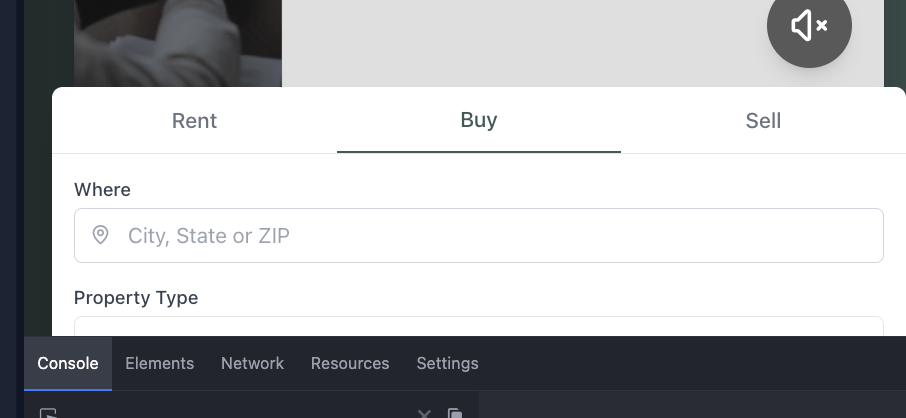 Rent Buy Sell
Where
City, State or ZIP
Property Type
Console Elements Network Resources Settings